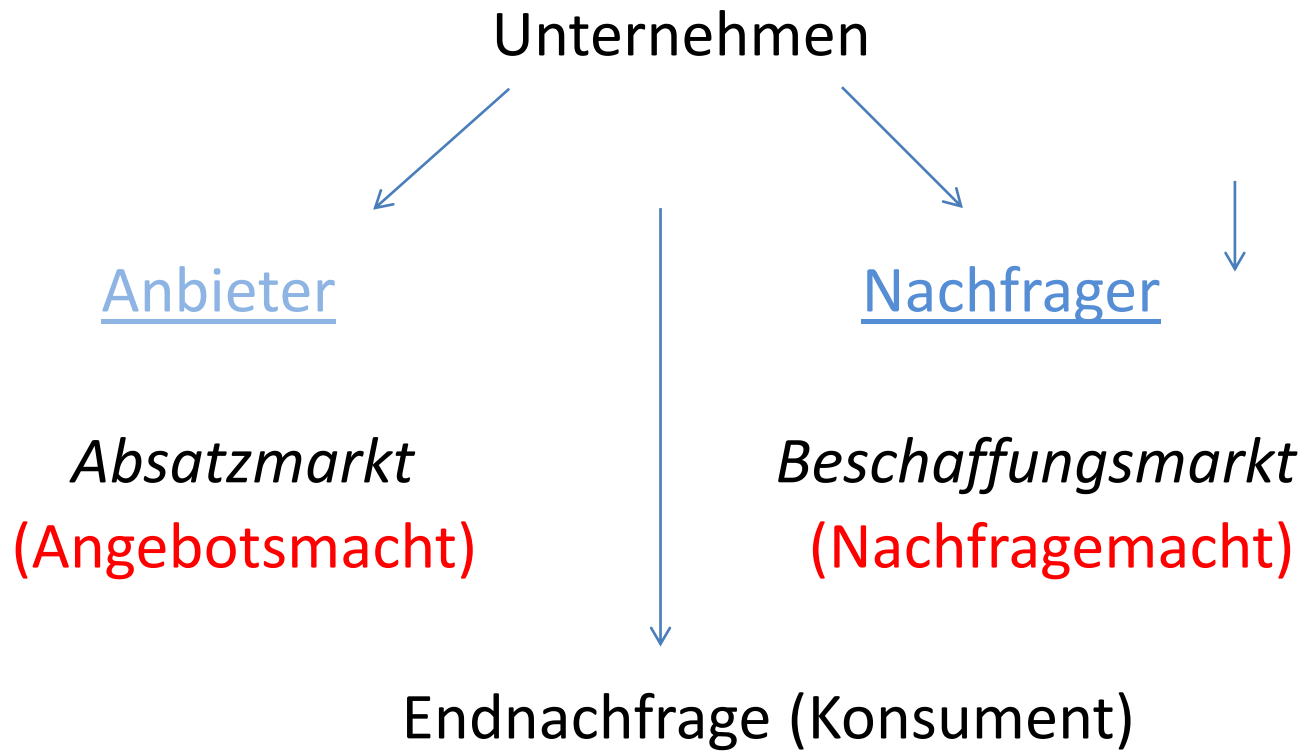 Unternehmen
Anbieter
Nachfrager
Absatzmarkt
Beschaffungsmarkt
(Angebotsmacht)
(Nachfragemacht)
Endnachfrage (Konsument)